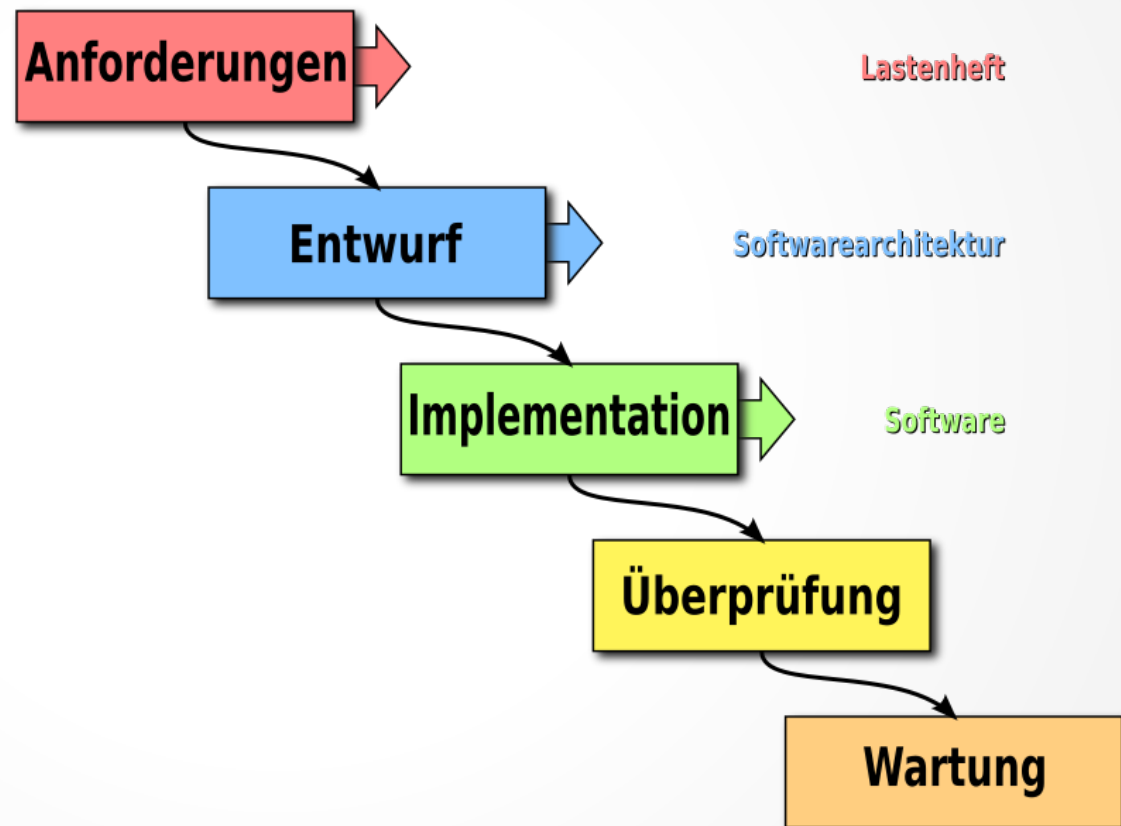 Anforderungen
Lastenheft
Entwurf
Softwarearchitektur
Implementation
Software
Überprüfung
Wartung